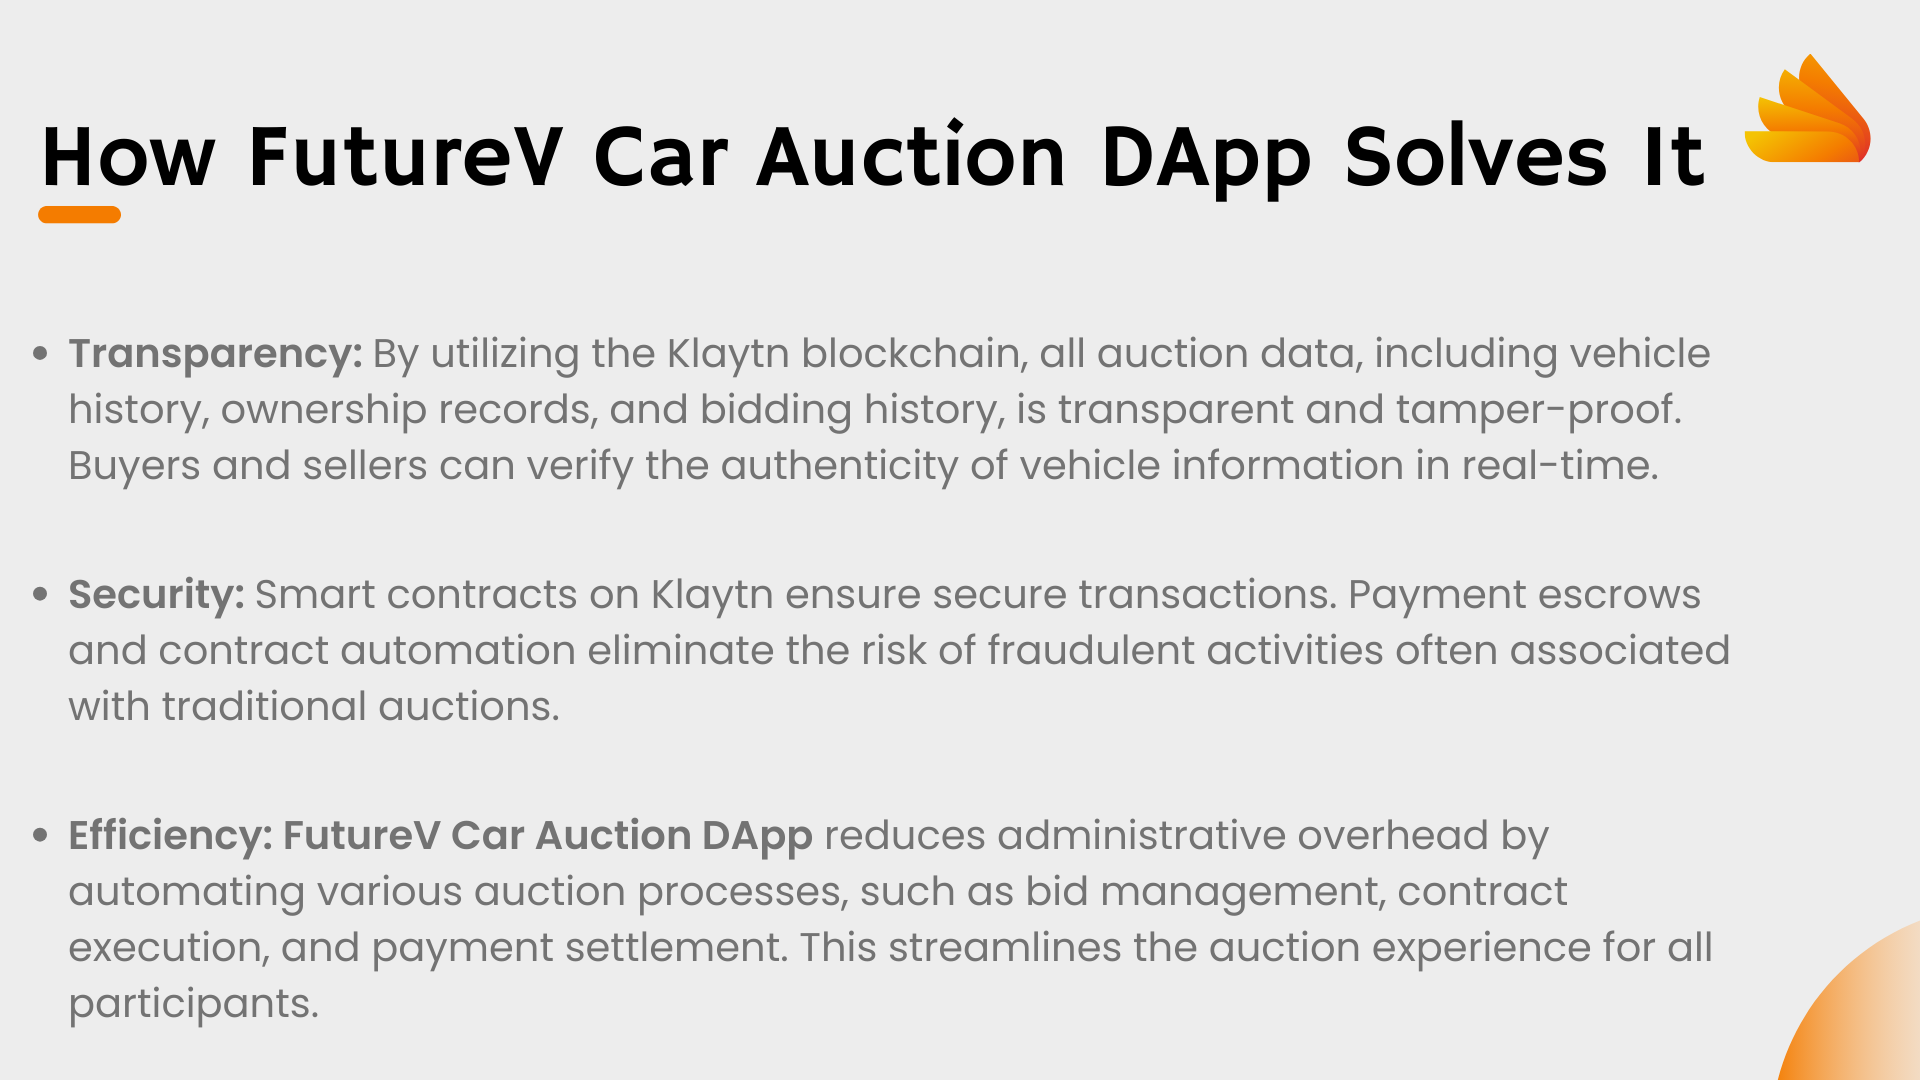 How FutureV Car Auction DApp Solves It
• Transparency: By utilizing the Klaytn blockchain, all auction data, including vehicle
history, ownership records, and bidding history, is transparent and tamper-proof.
Buyers and sellers can verify the authenticity of vehicle information in real-time.
• Security: Smart contracts on Klaytn ensure secure transactions. Payment escrows
and contract automation eliminate the risk of fraudulent activities often associated
with traditional auctions.
• Efficiency: FutureV Car Auction DApp reduces administrative overhead by
automating various auction processes, such as bid management, contract
execution, and payment settlement. This streamlines the auction experience for all
participants.